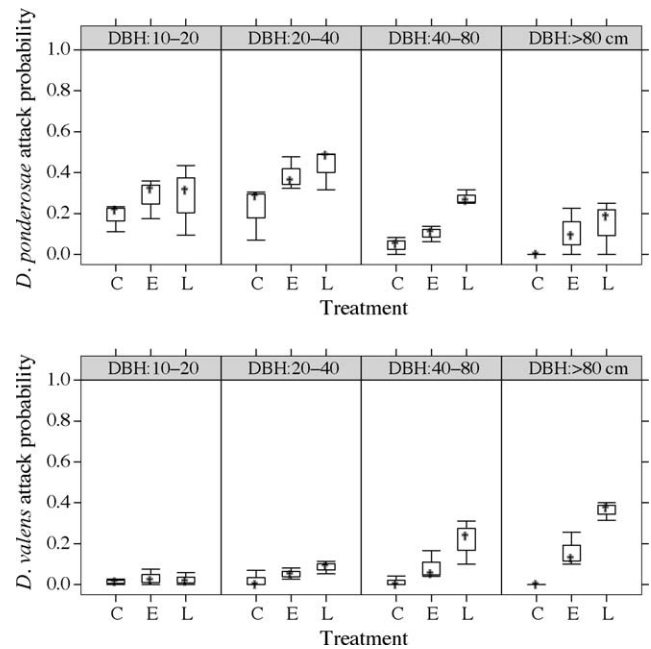 DBH:10–20 DBH:20–40 DBH:40–80 DBH:>80 cm
1.0
0.8
0.6
0.4
0.2
0.0
D. ponderosae attack probability
C E L C E L C E L C E L
Treatment
DBH:10–20 DBH:20–40 DBH:40–80 DBH:>80 cm
1.0
0.8
0.6
0.4
0.2
0.0
D. valens attack probability
C E L C E L C E L C E L
Treatment